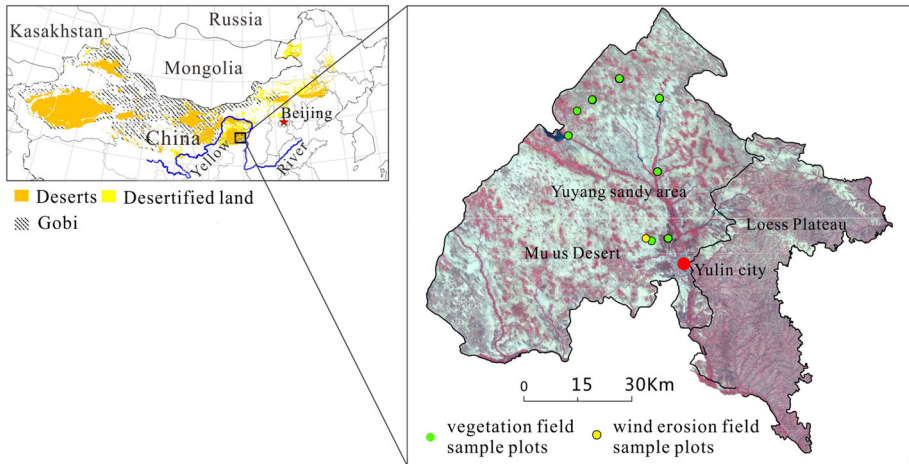 Russia
Kasakhstan
Mongolia
Beijing
China
Yellow
River
Deserts
Desertified land
Gobi
Yuyang sandy area
Loess Plateau
Mu us Desert
Yulin city
0 15 30Km
vegetation field
sample plots
wind erosion field
sample plots